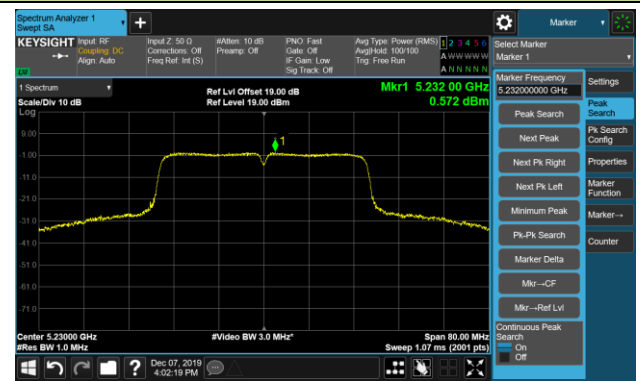 Spectrum Analyzer 1
Swept SA
Marker
KEYSIGHT
Input: RF
Coupling: DC
Align: Auto
Input Z: 50 Ω
Corrections: Off
Freq Ref: Int (S)
#Atten: 10 dB
Preamp: Off
PNO: Fast
Gate: Off
IF Gain: Low
Sig Track: Off
Avg Type: Power (RMS)
Avg|Hold: 100/100
Trig: Free Run
1 2 3 4 5 6
A W W W W W
A N N N N N
LXI
Select Marker
Marker 1
1 Spectrum
Scale/Div 10 dB
Log
Ref Lvl Offset 19.00 dB
Ref Level 19.00 dBm
Mkr1 5.232 00 GHz
0.572 dBm
1
9.00
-1.00
-11.0
-21.0
-31.0
-41.0
-51.0
-61.0
-71.0
Center 5.23000 GHz
#Res BW 1.0 MHz
#Video BW 3.0 MHz*
Span 80.00 MHz
Sweep 1.07 ms (2001 pts)
Marker Frequency
5.232000000 GHz
Peak Search
Next Peak
Next Pk Right
Next Pk Left
Minimum Peak
Pk-Pk Search
Marker Delta
Mkr→CF
Mkr→Ref Lvl
Continuous Peak
Search
On
Off
Settings
Peak
Search
Pk Search
Config
Properties
Marker
Function
Marker→
Counter
Dec 07, 2019
4:02:19 PM